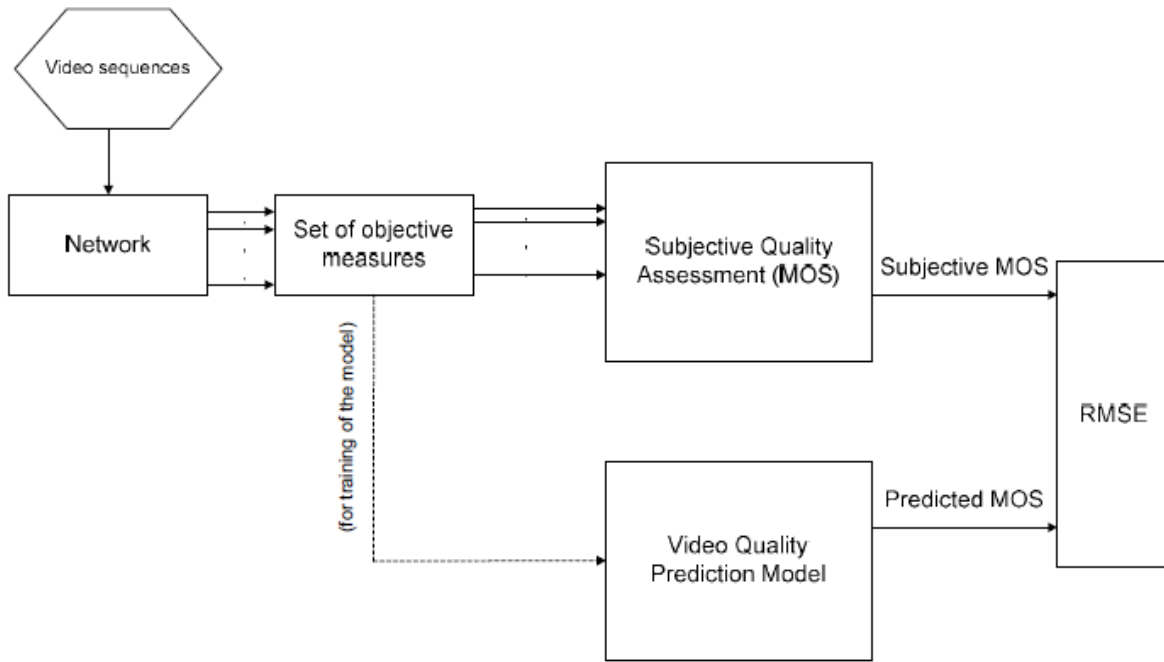 Video sequences
Network
Set of objective
measures
Subjective Quality
Assessment (MOS)
Subjective MOS
RMSE
(for training of the model)
Predicted MOS
Video Quality
Prediction Model